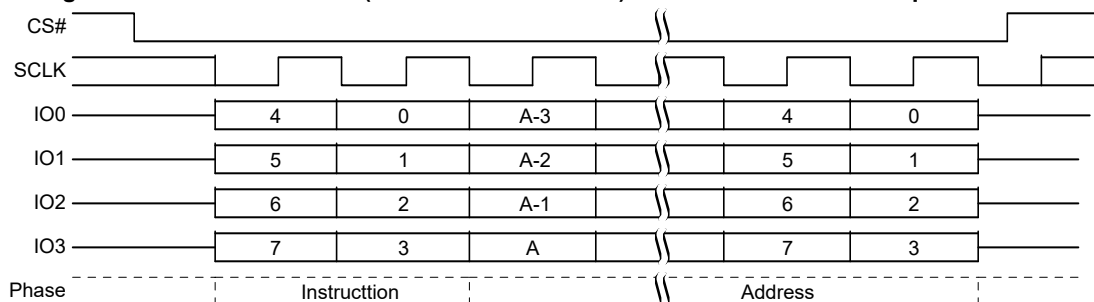 CS#
SCLK
IO0 4 0 A-3 4 0
IO1 5 1 A-2 5 1
IO2 6 2 A-1 6 2
IO3 7 3 A 7 3
Phase Instructtion Address